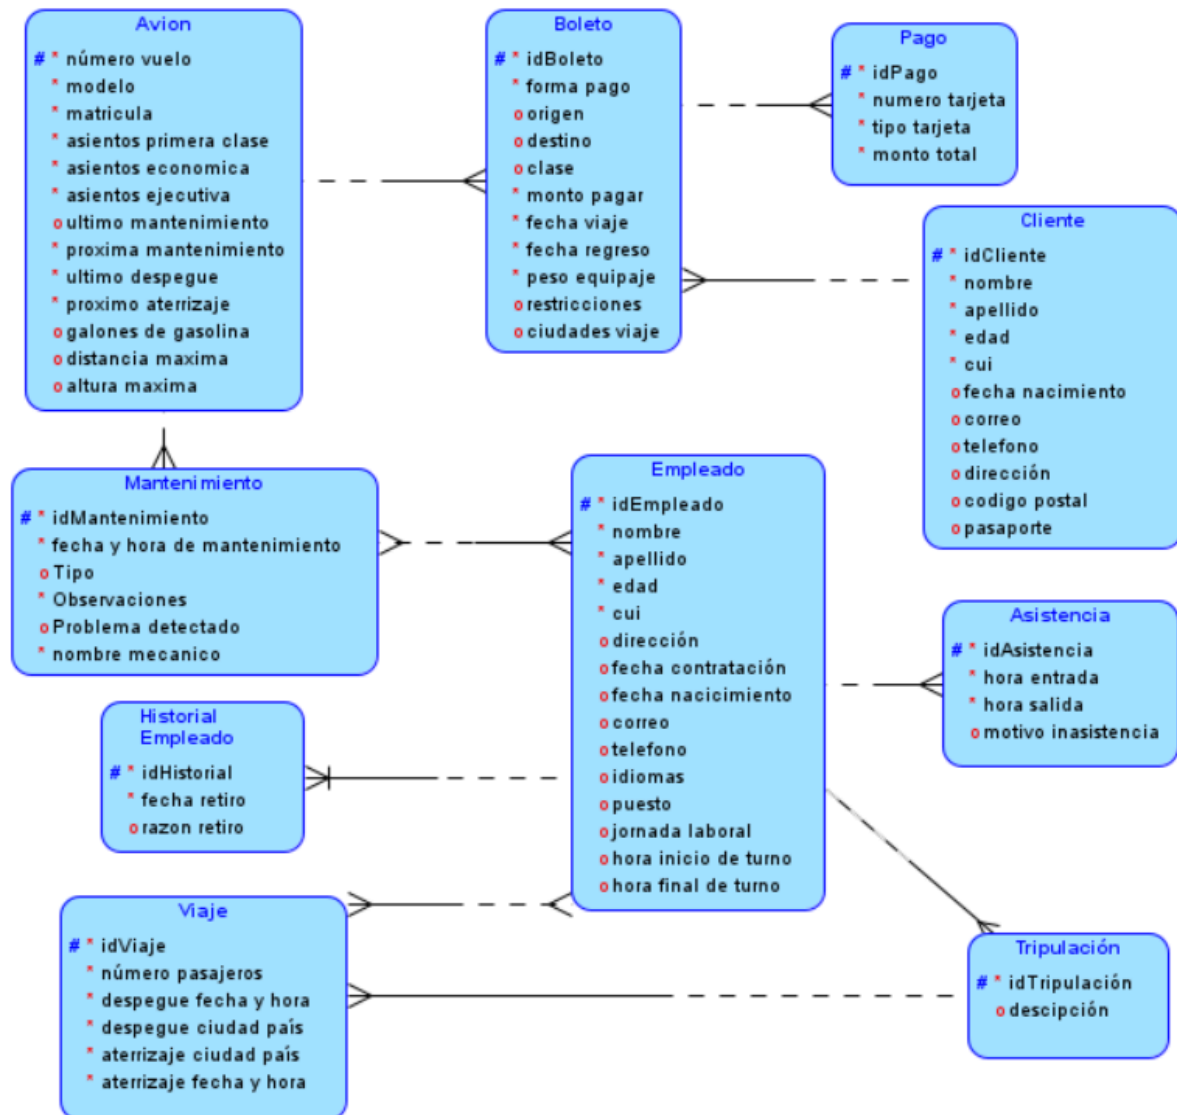 Avion
# * número vuelo
* modelo
* matricula
* asientos primera clase
* asientos economica
* asientos ejecutiva
o ultimo mantenimiento
* proxima mantenimiento
* ultimo despegue
* proximo aterrizaje
o galones de gasolina
o distancia maxima
o altura maxima
Boleto
# * idBoleto
* forma pago
o origen
o destino
o clase
* monto pagar
* fecha viaje
* fecha regreso
* peso equipaje
o restricciones
o ciudades viaje
Pago
# * idPago
* numero tarjeta
* tipo tarjeta
* monto total
Cliente
# * idCliente
* nombre
* apellido
* edad
* cui
o fecha nacimiento
o correo
o telefono
o dirección
o codigo postal
o pasaporte
Mantenimiento
# * idMantenimiento
* fecha y hora de mantenimiento
o Tipo
* Observaciones
o Problema detectado
* nombre mecanico
Empleado
# * idEmpleado
* nombre
* apellido
* edad
* cui
o dirección
o fecha contratación
o fecha nacicimiento
o correo
o telefono
o idiomas
o puesto
o jornada laboral
o hora inicio de turno
o hora final de turno
Asistencia
# * idAsistencia
* hora entrada
* hora salida
o motivo inasistencia
Historial
Empleado
# * idHistorial
* fecha retiro
o razon retiro
Viaje
# * idViaje
* número pasajeros
* despegue fecha y hora
* despegue ciudad país
* aterrizaje ciudad país
* aterrizaje fecha y hora
Tripulación
# * idTripulación
o descipción